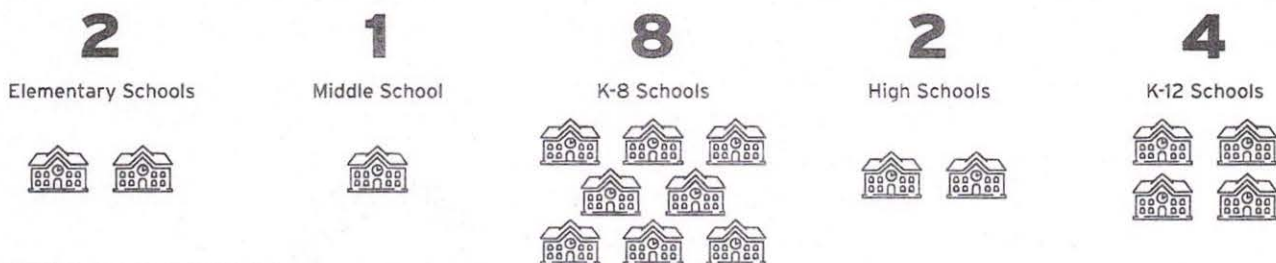 2
Elementary Schools
1
Middle School
8
K-8 Schools
2
High Schools
4
K-12 Schools